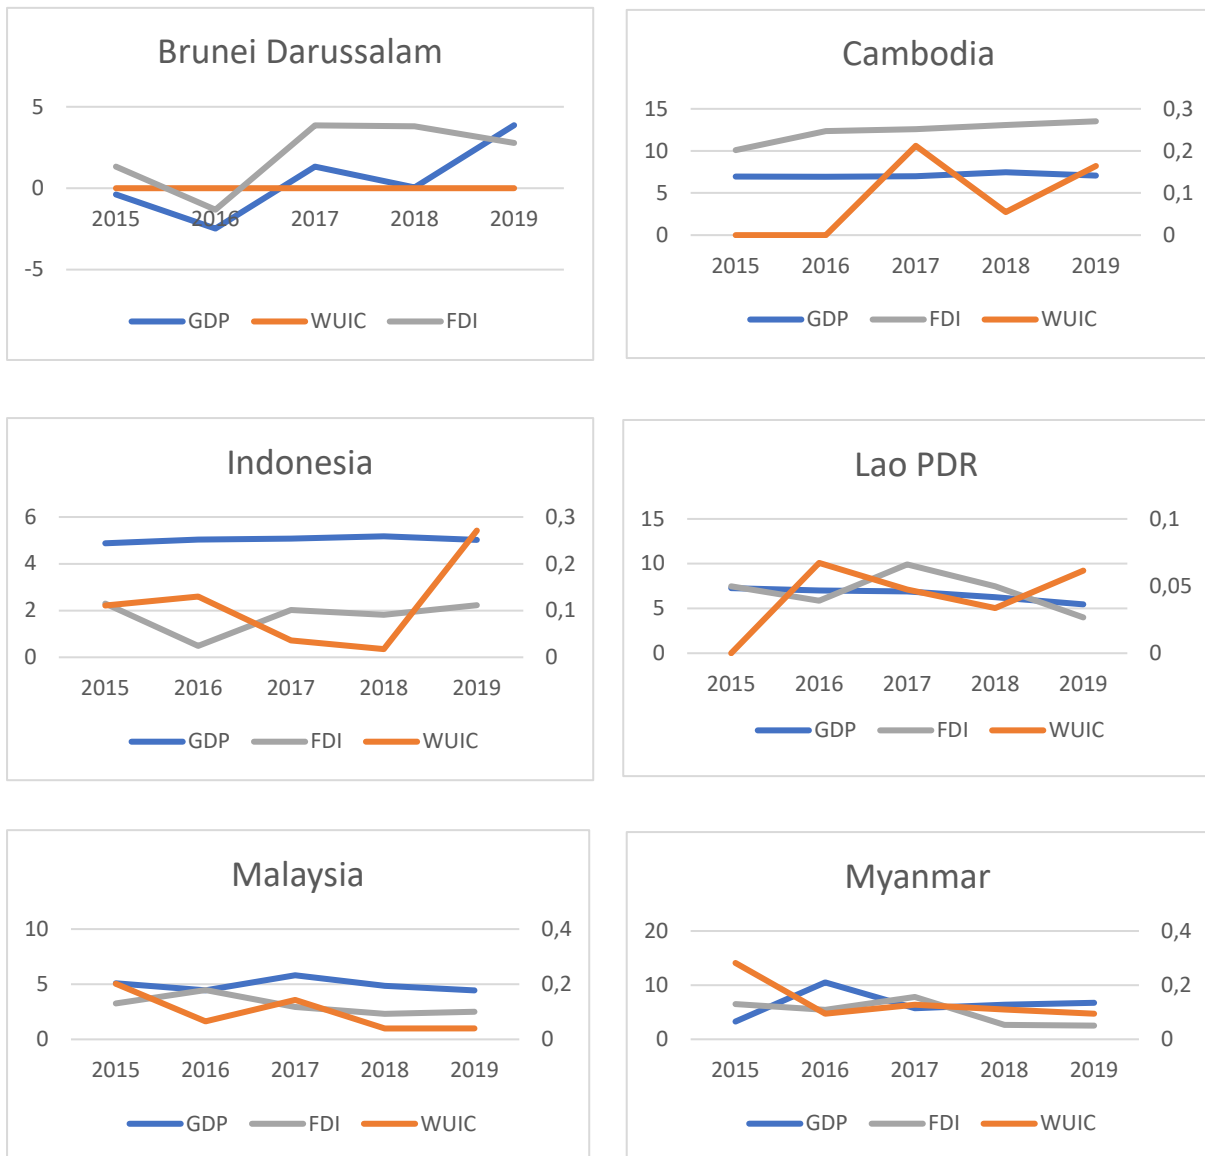 Brunei Darussalam
5
0
-5
2015 2016 2017 2018 2019
GDP WUIC FDI
Cambodia
15 0,3
10 0,2
5 0,1
0 0
2015 2016 2017 2018 2019
GDP FDI WUIC
Indonesia
6 0,3
4 0,2
2 0,1
0 0
2015 2016 2017 2018 2019
GDP FDI WUIC
Lao PDR
15 0,1
10
5 0,05
0 0
2015 2016 2017 2018 2019
GDP FDI WUIC
Malaysia
10 0,4
5 0,2
0 0
2015 2016 2017 2018 2019
GDP FDI WUIC
Myanmar
20 0,4
10 0,2
0 0
2015 2016 2017 2018 2019
GDP FDI WUIC